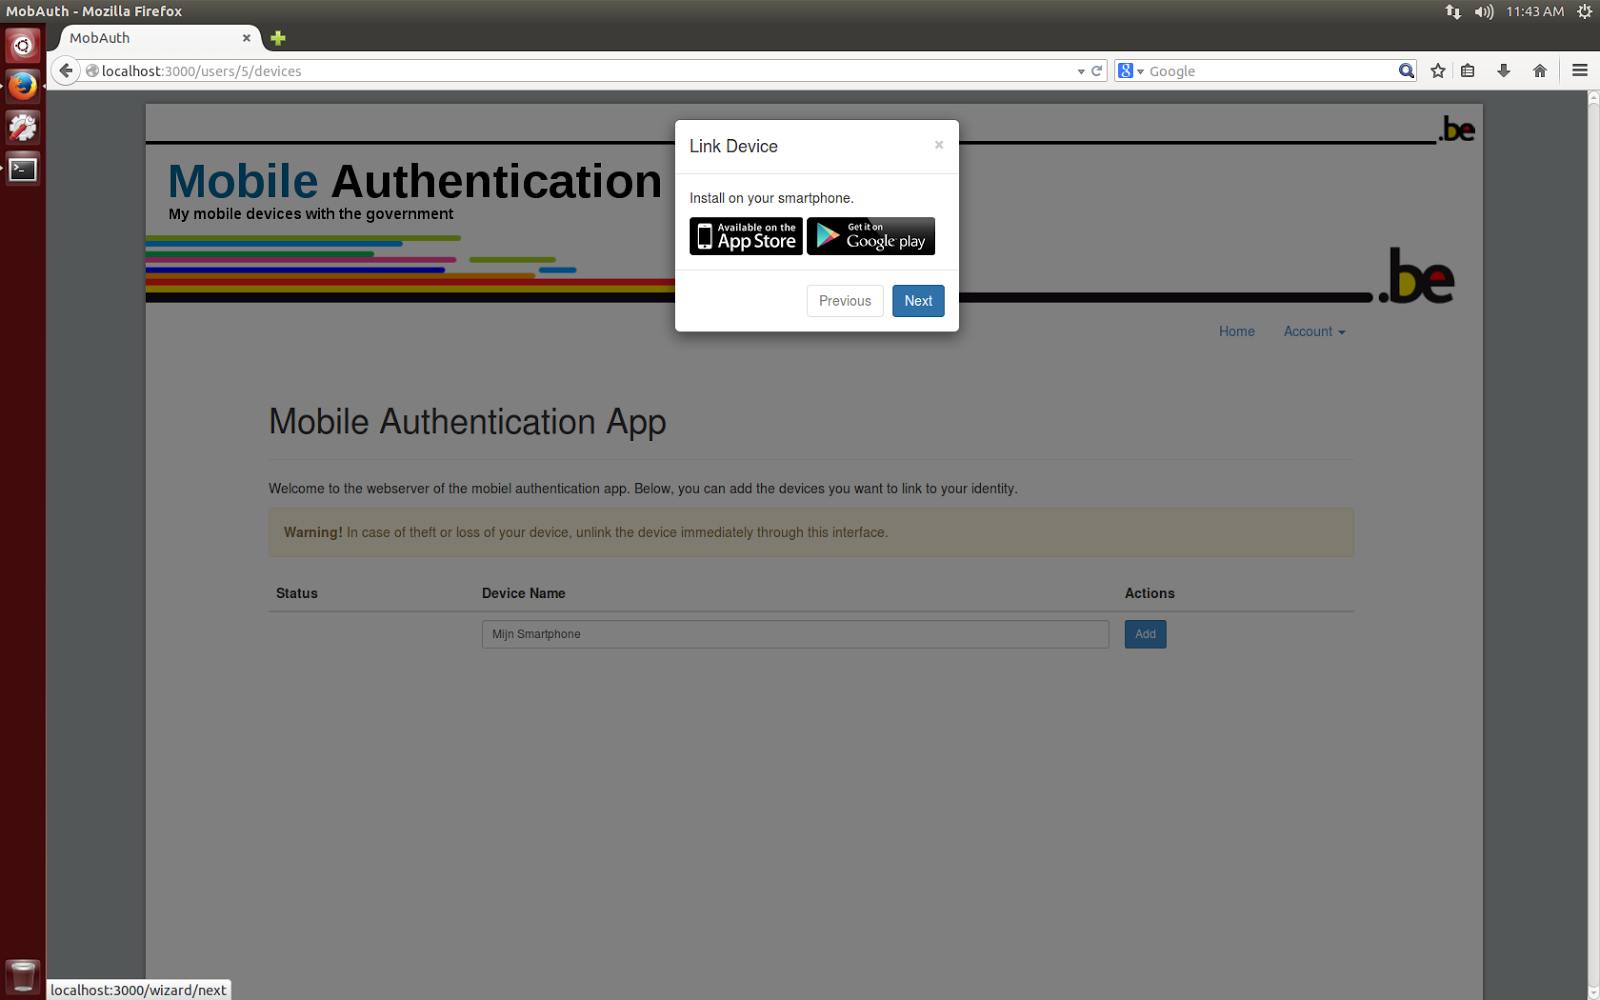 MobAuth - Mozilla Firefox
11:43 AM
MobAuth
localhost:3000/users/5/devices
Google
.be
Link Device
×
Mobile Authentication
My mobile devices with the government
Install on your smartphone.
Available on the
App Store
Get it on
Google play
Previous
Next
.be
Home
Account
Mobile Authentication App
Welcome to the webserver of the mobiel authentication app. Below, you can add the devices you want to link to your identity.
Warning! In case of theft or loss of your device, unlink the device immediately through this interface.
Status
Device Name
Actions
Mijn Smartphone
Add
localhost:3000/wizard/next